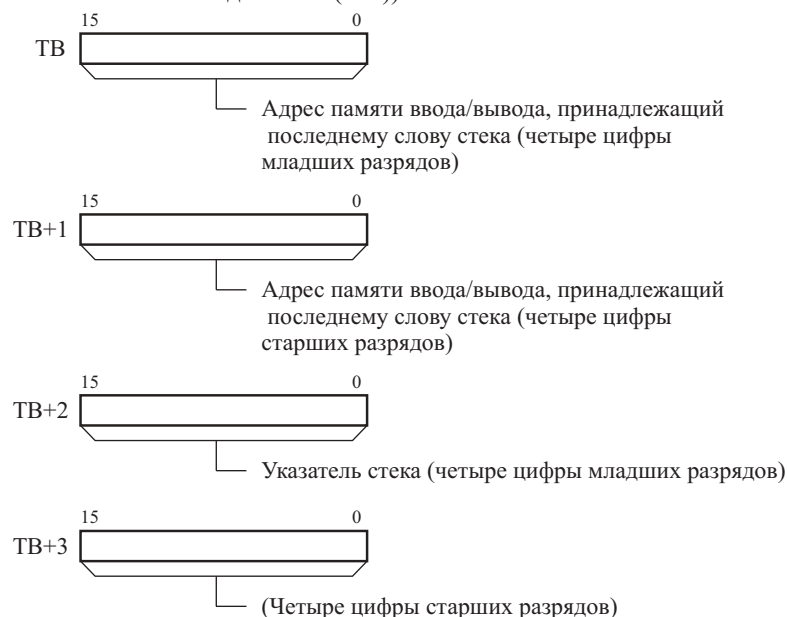 15 0
TB
Адрес памяти ввода/вывода, принадлежащий
последнему слову стека (четыре цифры
младших разрядов)
15 0
TB+1
Адрес памяти ввода/вывода, принадлежащий
последнему слову стека (четыре цифры
старших разрядов)
15 0
TB+2
Указатель стека (четыре цифры младших разрядов)
15 0
TB+3
(Четыре цифры старших разрядов)